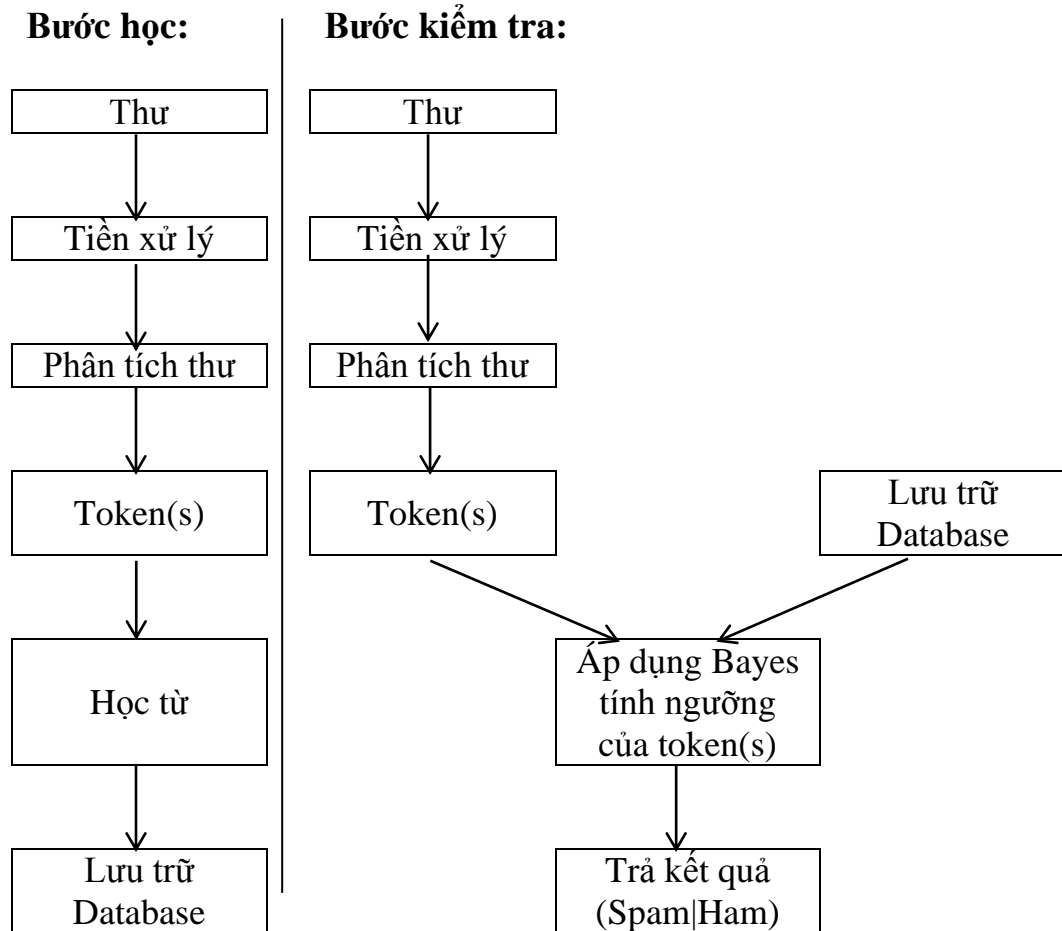 Bước học:
Thư
Tiền xử lý
Phân tích thư
Token(s)
Học từ
Lưu trữ
Database
Bước kiểm tra:
Thư
Tiền xử lý
Phân tích thư
Token(s)
Lưu trữ
Database
Áp dụng Bayes
tính ngưỡng
của token(s)
Trả kết quả
(Spam|Ham)